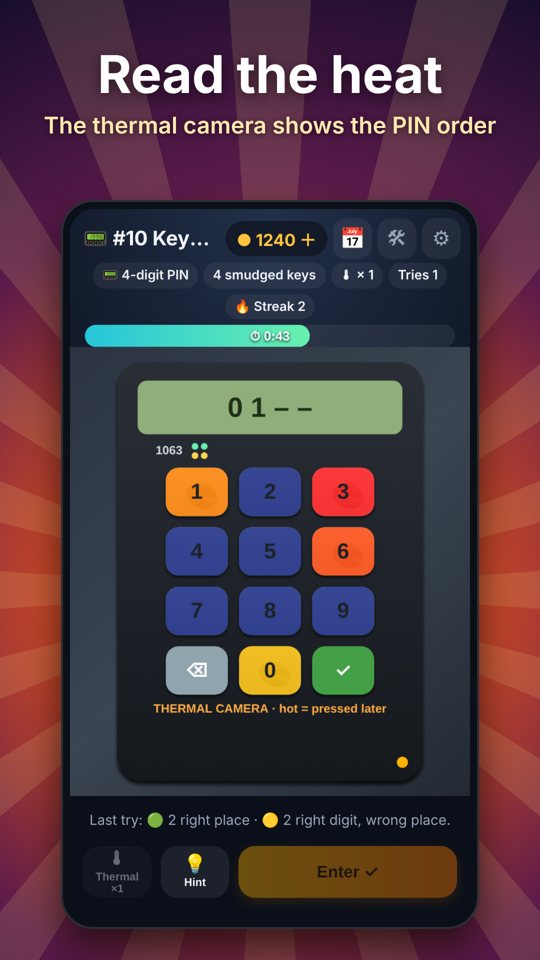 Read the heat
The thermal camera shows the PIN order
#10 Key... 1240 + July 17
4-digit PIN 4 smudged keys × 1 Tries 1
Streak 2
0:43
0 1 – –
1063
1 2 3
4 5 6
7 8 9
0
THERMAL CAMERA · hot = pressed later
Last try: 2 right place · 2 right digit, wrong place.
Thermal ×1 Hint Enter ✓